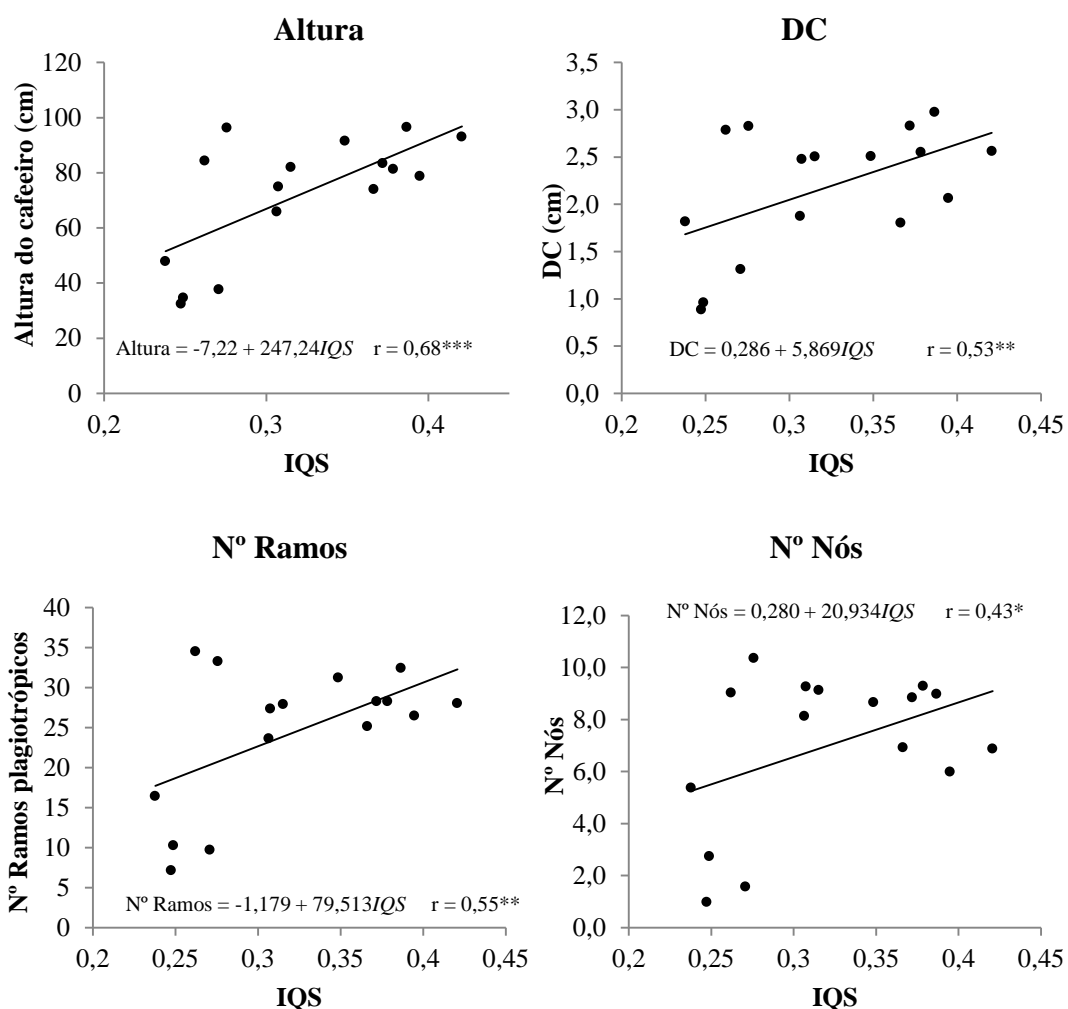 Altura
Altura do cafeeiro (cm)
120
100
80
60
40
20
0
Altura = -7,22 + 247,24IQS r = 0,68***
0,2 0,3 0,4
IQS
DC
DC (cm)
3,5
3,0
2,5
2,0
1,5
1,0
0,5
0,0
DC = 0,286 + 5,869IQS r = 0,53**
0,2 0,25 0,3 0,35 0,4 0,45
IQS
Nº Ramos
Nº Ramos plagiotrópicos
40
35
30
25
20
15
10
5
0
Nº Ramos = -1,179 + 79,513IQS r = 0,55**
0,2 0,25 0,3 0,35 0,4 0,45
IQS
Nº Nós
Nº Nós
12,0
10,0
8,0
6,0
4,0
2,0
0,0
Nº Nós = 0,280 + 20,934IQS r = 0,43*
0,2 0,25 0,3 0,35 0,4 0,45
IQS